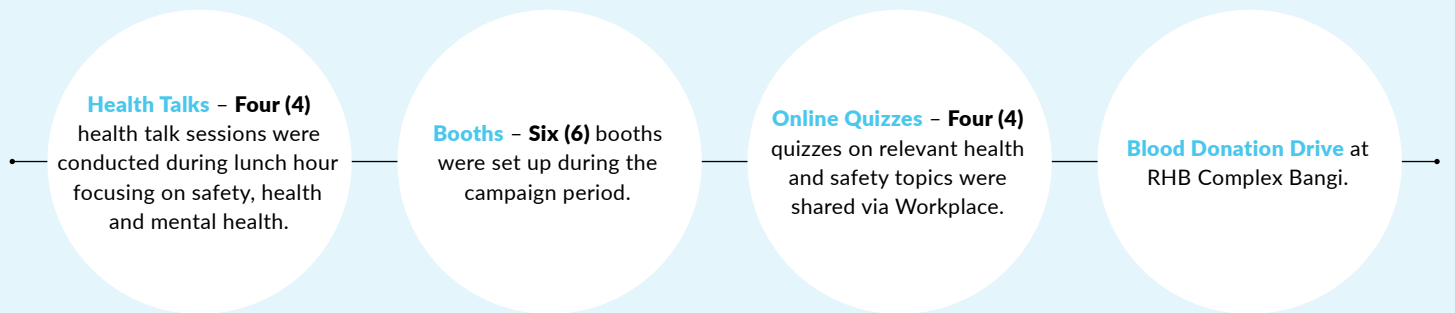 Health Talks – Four (4)
health talk sessions were
conducted during lunch hour
focusing on safety, health
and mental health.
Booths – Six (6) booths
were set up during the
campaign period.
Online Quizzes – Four (4)
quizzes on relevant health
and safety topics were
shared via Workplace.
Blood Donation Drive at
RHB Complex Bangi.